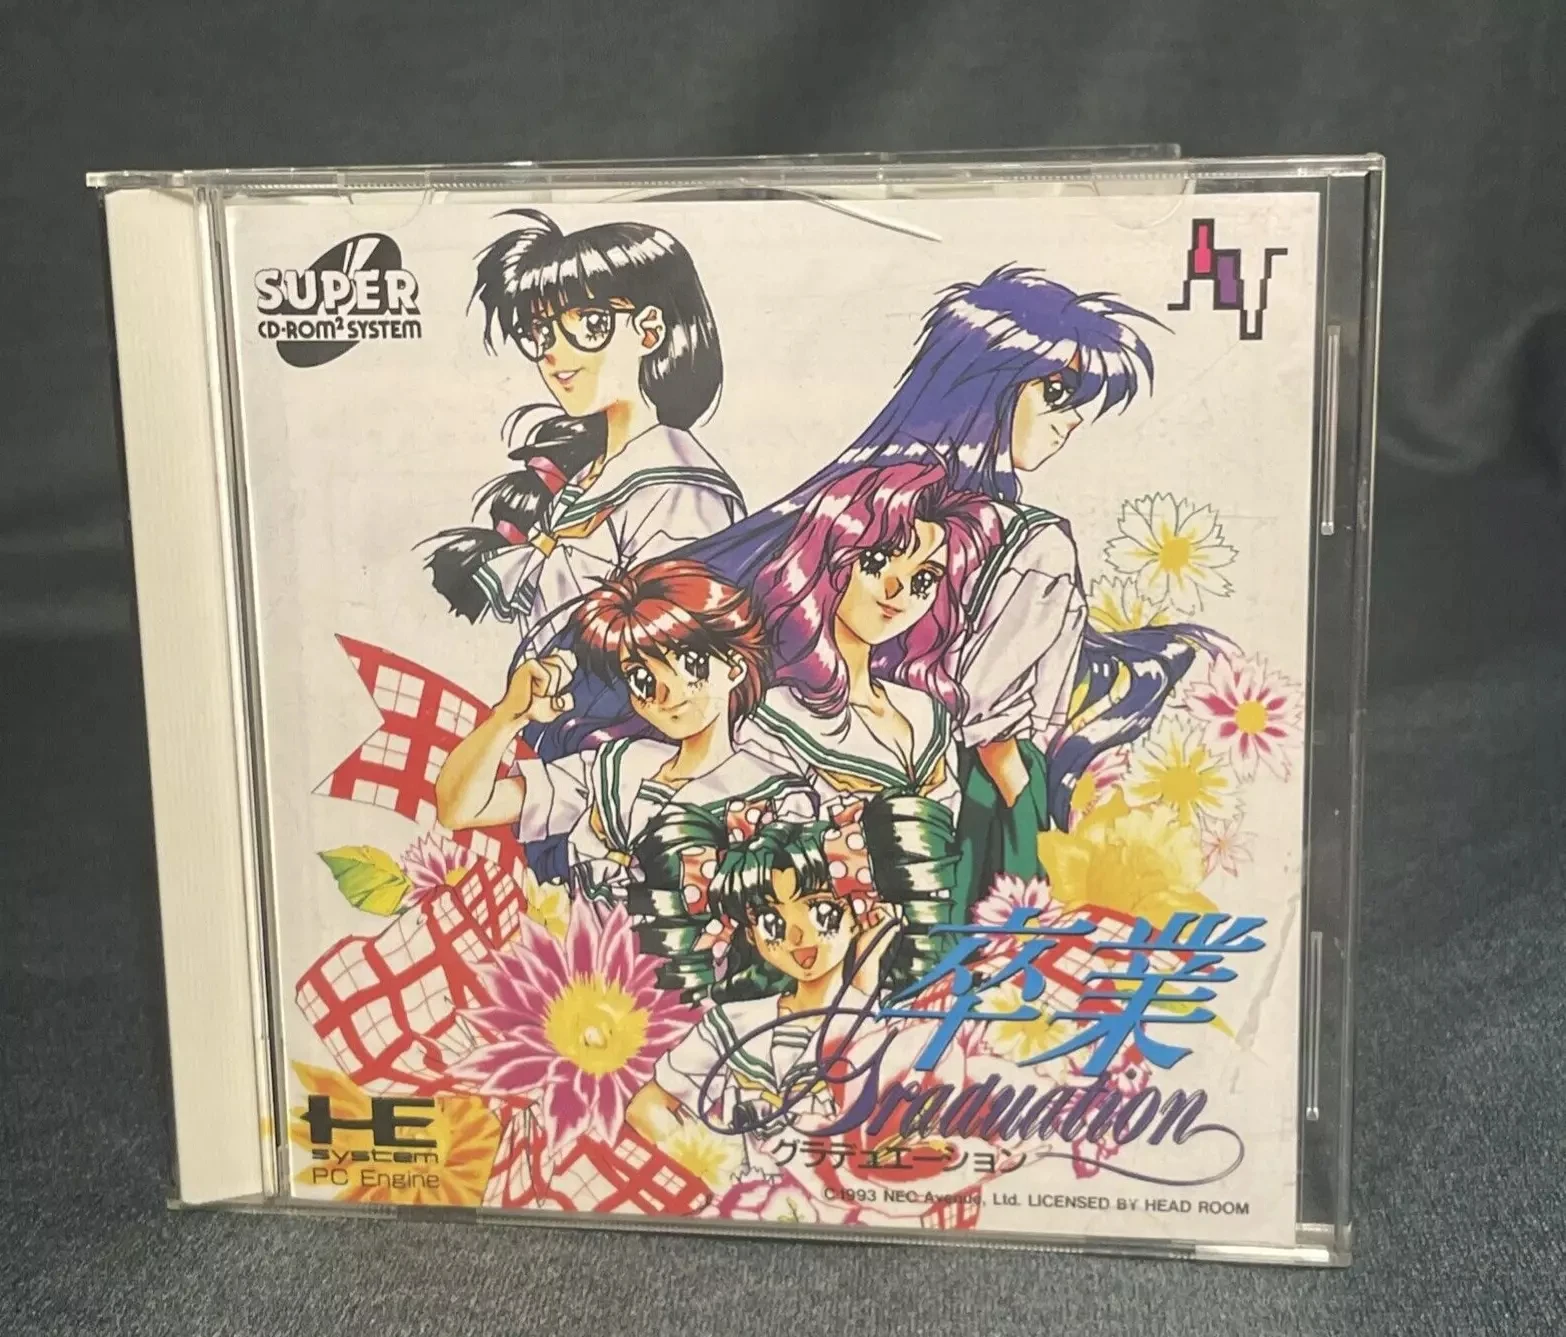 SUPER
CD-ROM² SYSTEM
AV
卒業
Graduation
グラデュエーション
HE
system
PC Engine
©1993 NEC Avenue, Ltd. LICENSED BY HEAD ROOM